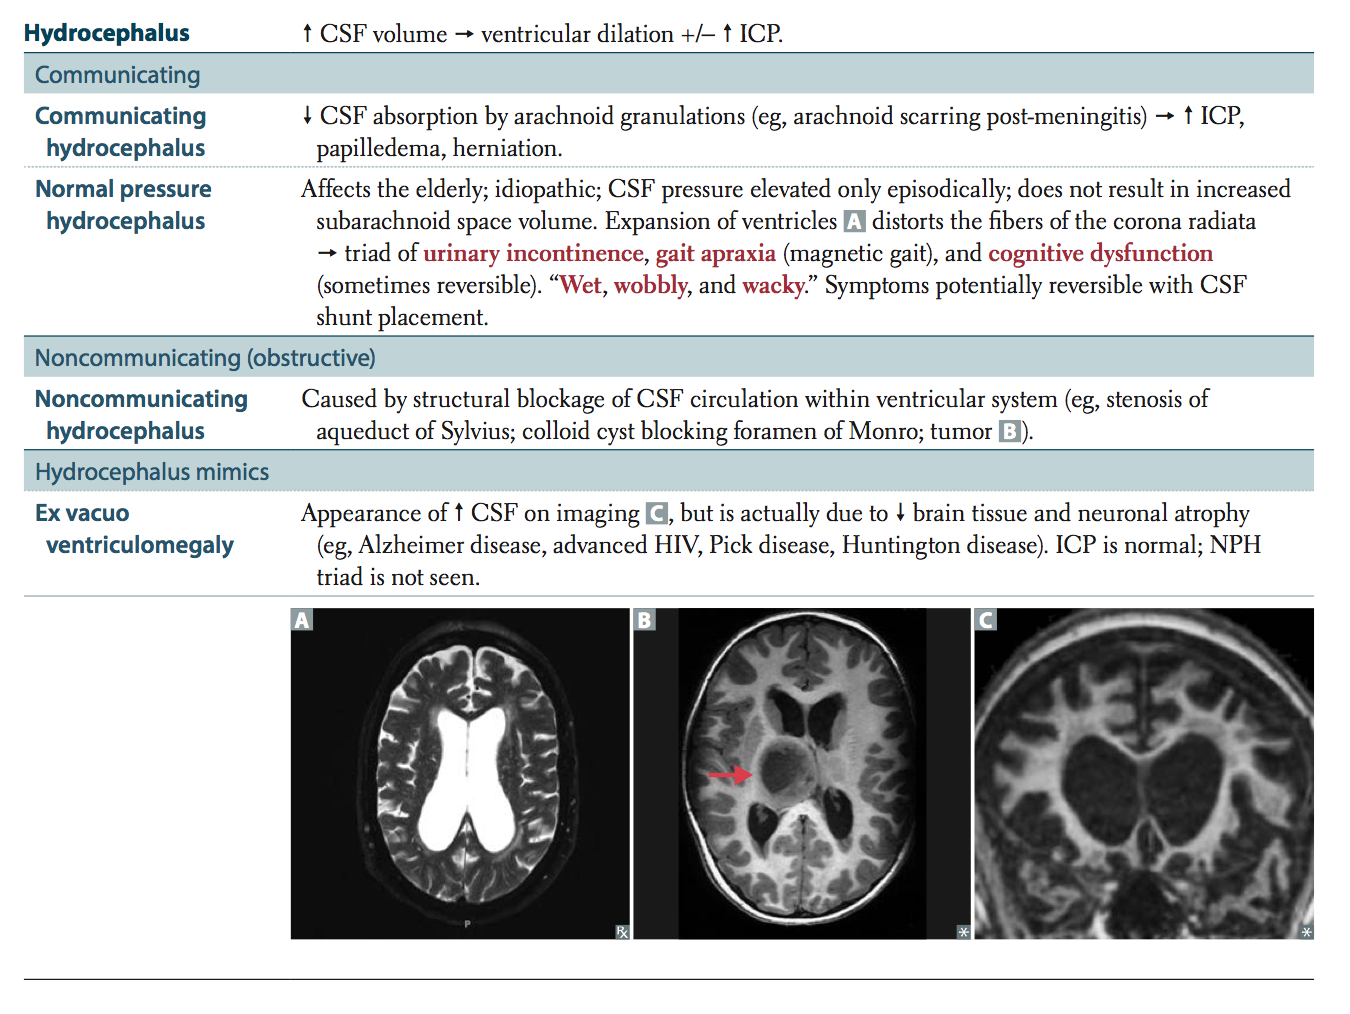 Hydrocephalus ↑ CSF volume → ventricular dilation +/– ↑ ICP.
Communicating
Communicating hydrocephalus
↓ CSF absorption by arachnoid granulations (eg, arachnoid scarring post-meningitis) → ↑ ICP,
papilledema, herniation.
Normal pressure hydrocephalus
Affects the elderly; idiopathic; CSF pressure elevated only episodically; does not result in increased
subarachnoid space volume. Expansion of ventricles A distorts the fibers of the corona radiata
→ triad of urinary incontinence, gait apraxia (magnetic gait), and cognitive dysfunction
(sometimes reversible). “Wet, wobbly, and wacky.” Symptoms potentially reversible with CSF
shunt placement.
Noncommunicating (obstructive)
Noncommunicating hydrocephalus
Caused by structural blockage of CSF circulation within ventricular system (eg, stenosis of
aqueduct of Sylvius; colloid cyst blocking foramen of Monro; tumor B).
Hydrocephalus mimics
Ex vacuo ventriculomegaly
Appearance of ↑ CSF on imaging C, but is actually due to ↓ brain tissue and neuronal atrophy
(eg, Alzheimer disease, advanced HIV, Pick disease, Huntington disease). ICP is normal; NPH
triad is not seen.
A B C
P
℞ * *